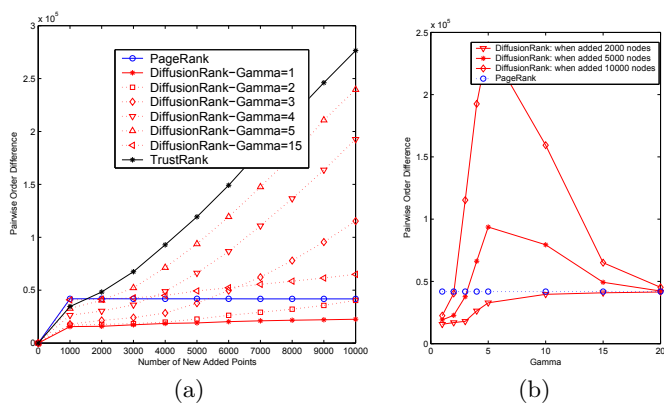 x 10^5
3
2.5
2
1.5
1
0.5
0
Pairwise Order Difference
PageRank
DiffusionRank-Gamma=1
DiffusionRank-Gamma=2
DiffusionRank-Gamma=3
DiffusionRank-Gamma=4
DiffusionRank-Gamma=5
DiffusionRank-Gamma=15
TrustRank
0 1000 2000 3000 4000 5000 6000 7000 8000 9000 10000
Number of New Added Points
(a)
x 10^5
2.5
2
1.5
1
0.5
0
Pairwise Order Difference
DiffusionRank: when added 2000 nodes
DiffusionRank: when added 5000 nodes
DiffusionRank: when added 10000 nodes
PageRank
0 5 10 15 20
Gamma
(b)